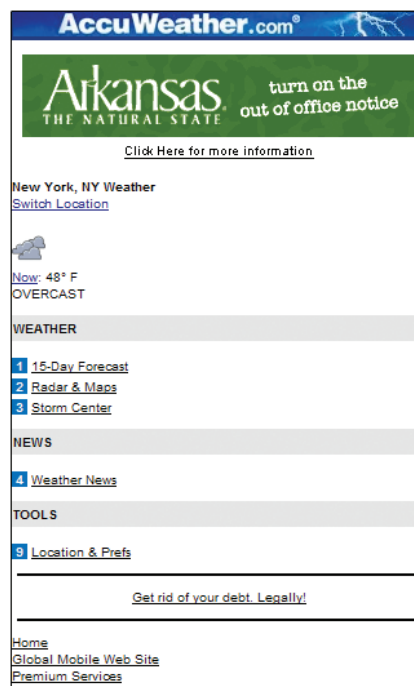 AccuWeather.com®
Arkansas.
THE NATURAL STATE
turn on the
out of office notice
Click Here for more information
New York, NY Weather
Switch Location
Now: 48° F
OVERCAST
WEATHER
1 15-Day Forecast
2 Radar & Maps
3 Storm Center
NEWS
4 Weather News
TOOLS
9 Location & Prefs
Get rid of your debt. Legally!
Home
Global Mobile Web Site
Premium Services